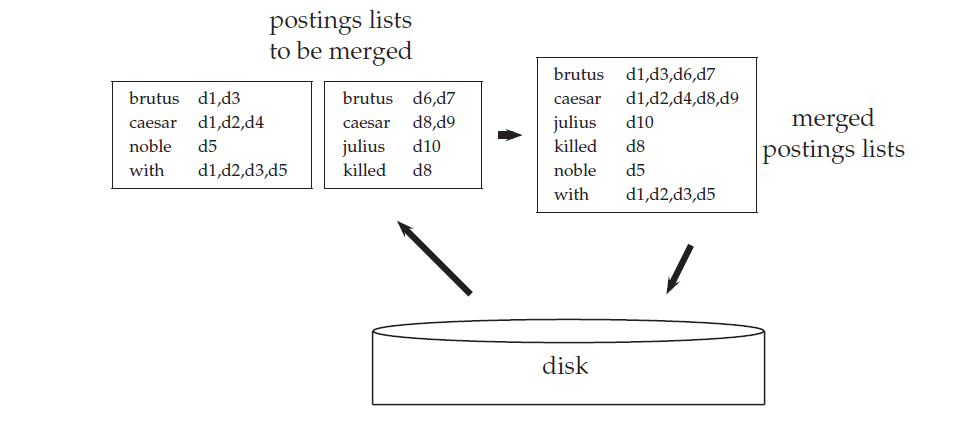 postings lists
to be merged
brutus d1,d3
caesar d1,d2,d4
noble d5
with d1,d2,d3,d5
brutus d6,d7
caesar d8,d9
julius d10
killed d8
brutus d1,d3,d6,d7
caesar d1,d2,d4,d8,d9
julius d10
killed d8
noble d5
with d1,d2,d3,d5
merged
postings lists
disk